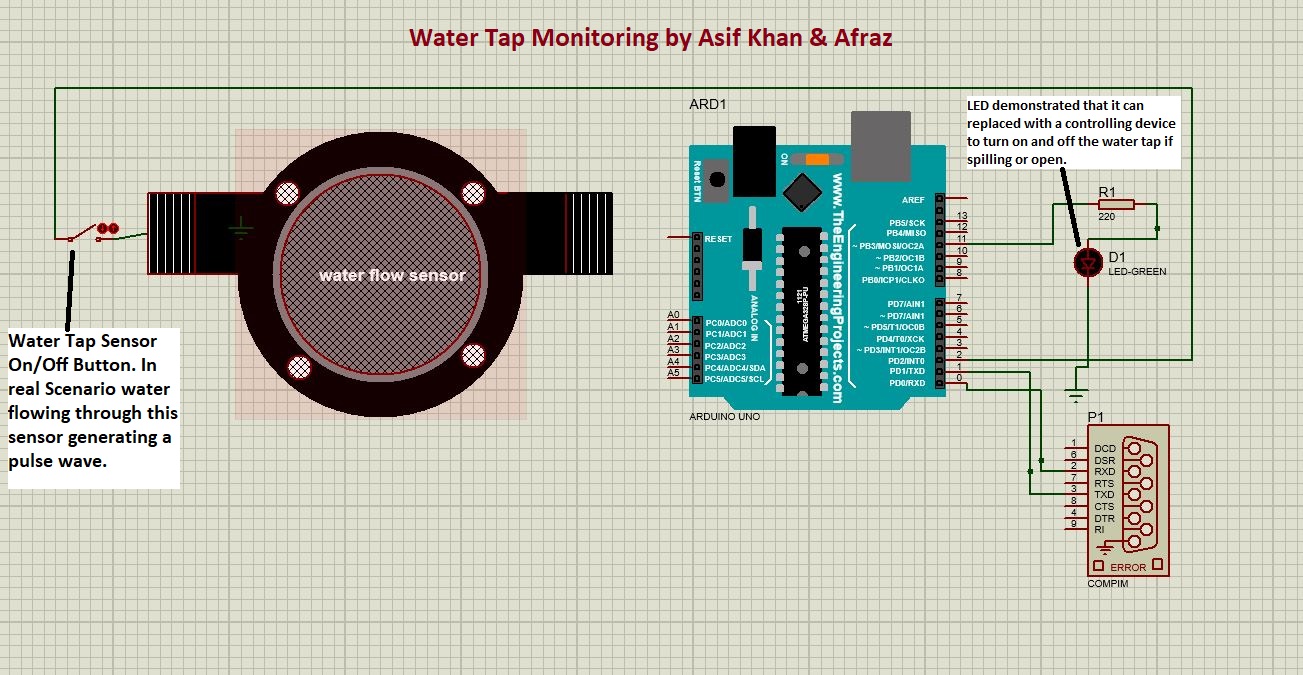 Water Tap Monitoring by Asif Khan & Afraz
ARD1
LED demonstrated that it can
replaced with a controlling device
to turn on and off the water tap if
spilling or open.
Reset BTN
ON
www.TheEngineeringProjects.com
RESET
ANALOG IN
1121
ATMEGA328P-PU
A0
A1
A2
A3
A4
A5
PC0/ADC0
PC1/ADC1
PC2/ADC2
PC3/ADC3
PC4/ADC4/SDA
PC5/ADC5/SCL
AREF
PB5/SCK
PB4/MISO
~ PB3/MOSI/OC2A
~ PB2/OC1B
~ PB1/OC1A
PB0/ICP1/CLKO
PD7/AIN1
~ PD7/AIN1
~ PD5/T1/OC0B
PD4/T0/XCK
~ PD3/INT1/OC2B
PD2/INT0
PD1/TXD
PD0/RXD
13
12
11
10
9
8
7
6
5
4
3
2
1
0
ARDUINO UNO
R1
220
D1
LED-GREEN
water flow sensor
Water Tap Sensor
On/Off Button. In
real Scenario water
flowing through this
sensor generating a
pulse wave.
P1
1 DCD
6 DSR
2 RXD
7 RTS
3 TXD
8 CTS
4 DTR
9 RI
ERROR
COMPIM